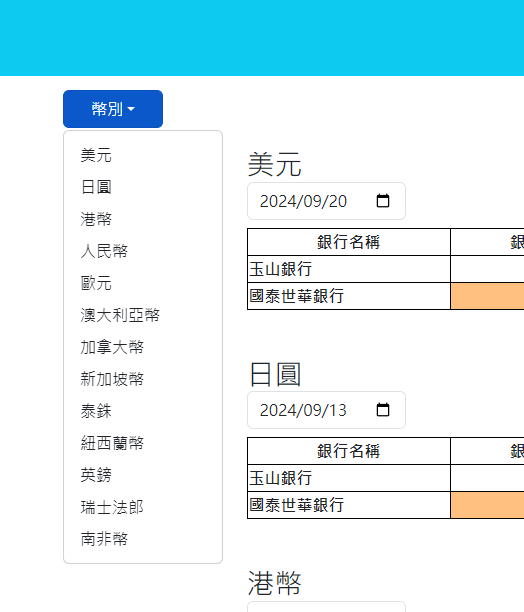 幣別
美元
日圓
港幣
人民幣
歐元
澳大利亞幣
加拿大幣
新加坡幣
泰銖
紐西蘭幣
英鎊
瑞士法郎
南非幣
美元
2024/09/20
銀行名稱 銀
玉山銀行
國泰世華銀行
日圓
2024/09/13
銀行名稱 銀
玉山銀行
國泰世華銀行
港幣